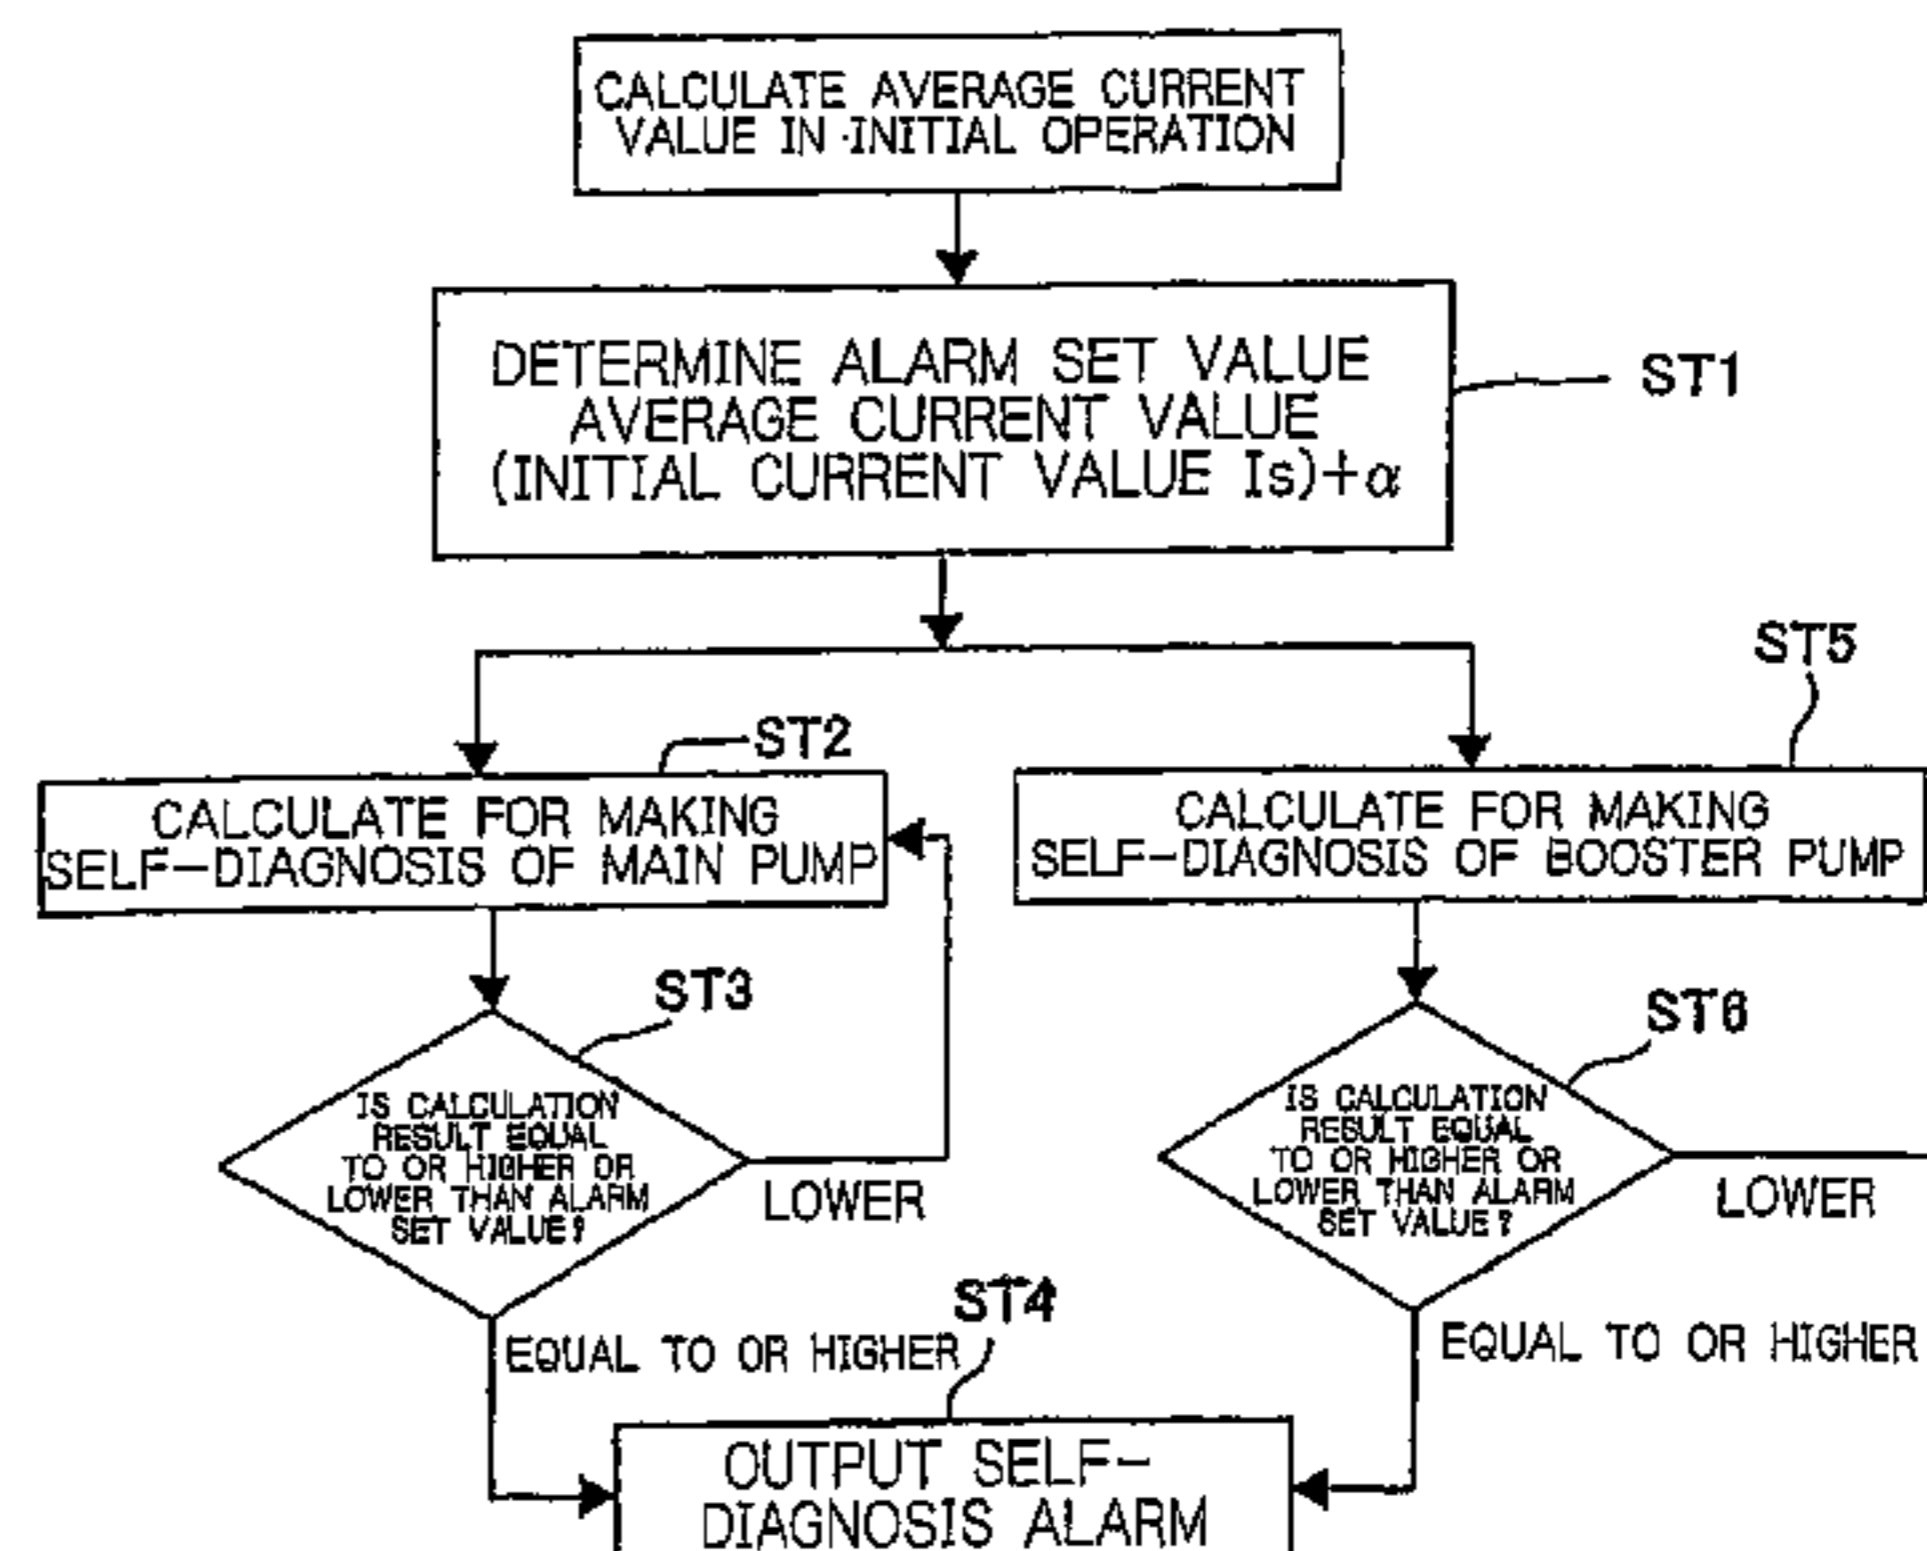 CALCULATE AVERAGE CURRENT
VALUE IN INITIAL OPERATION
DETERMINE ALARM SET VALUE
AVERAGE CURRENT VALUE
(INITIAL CURRENT VALUE Is)+α
ST1
ST2
CALCULATE FOR MAKING
SELF-DIAGNOSIS OF MAIN PUMP
ST5
CALCULATE FOR MAKING
SELF-DIAGNOSIS OF BOOSTER PUMP
ST3
IS CALCULATION
RESULT EQUAL
TO OR HIGHER OR
LOWER THAN ALARM
SET VALUE?
LOWER
ST6
IS CALCULATION
RESULT EQUAL
TO OR HIGHER OR
LOWER THAN ALARM
SET VALUE?
LOWER
EQUAL TO OR HIGHER
ST4
EQUAL TO OR HIGHER
OUTPUT SELF-
DIAGNOSIS ALARM